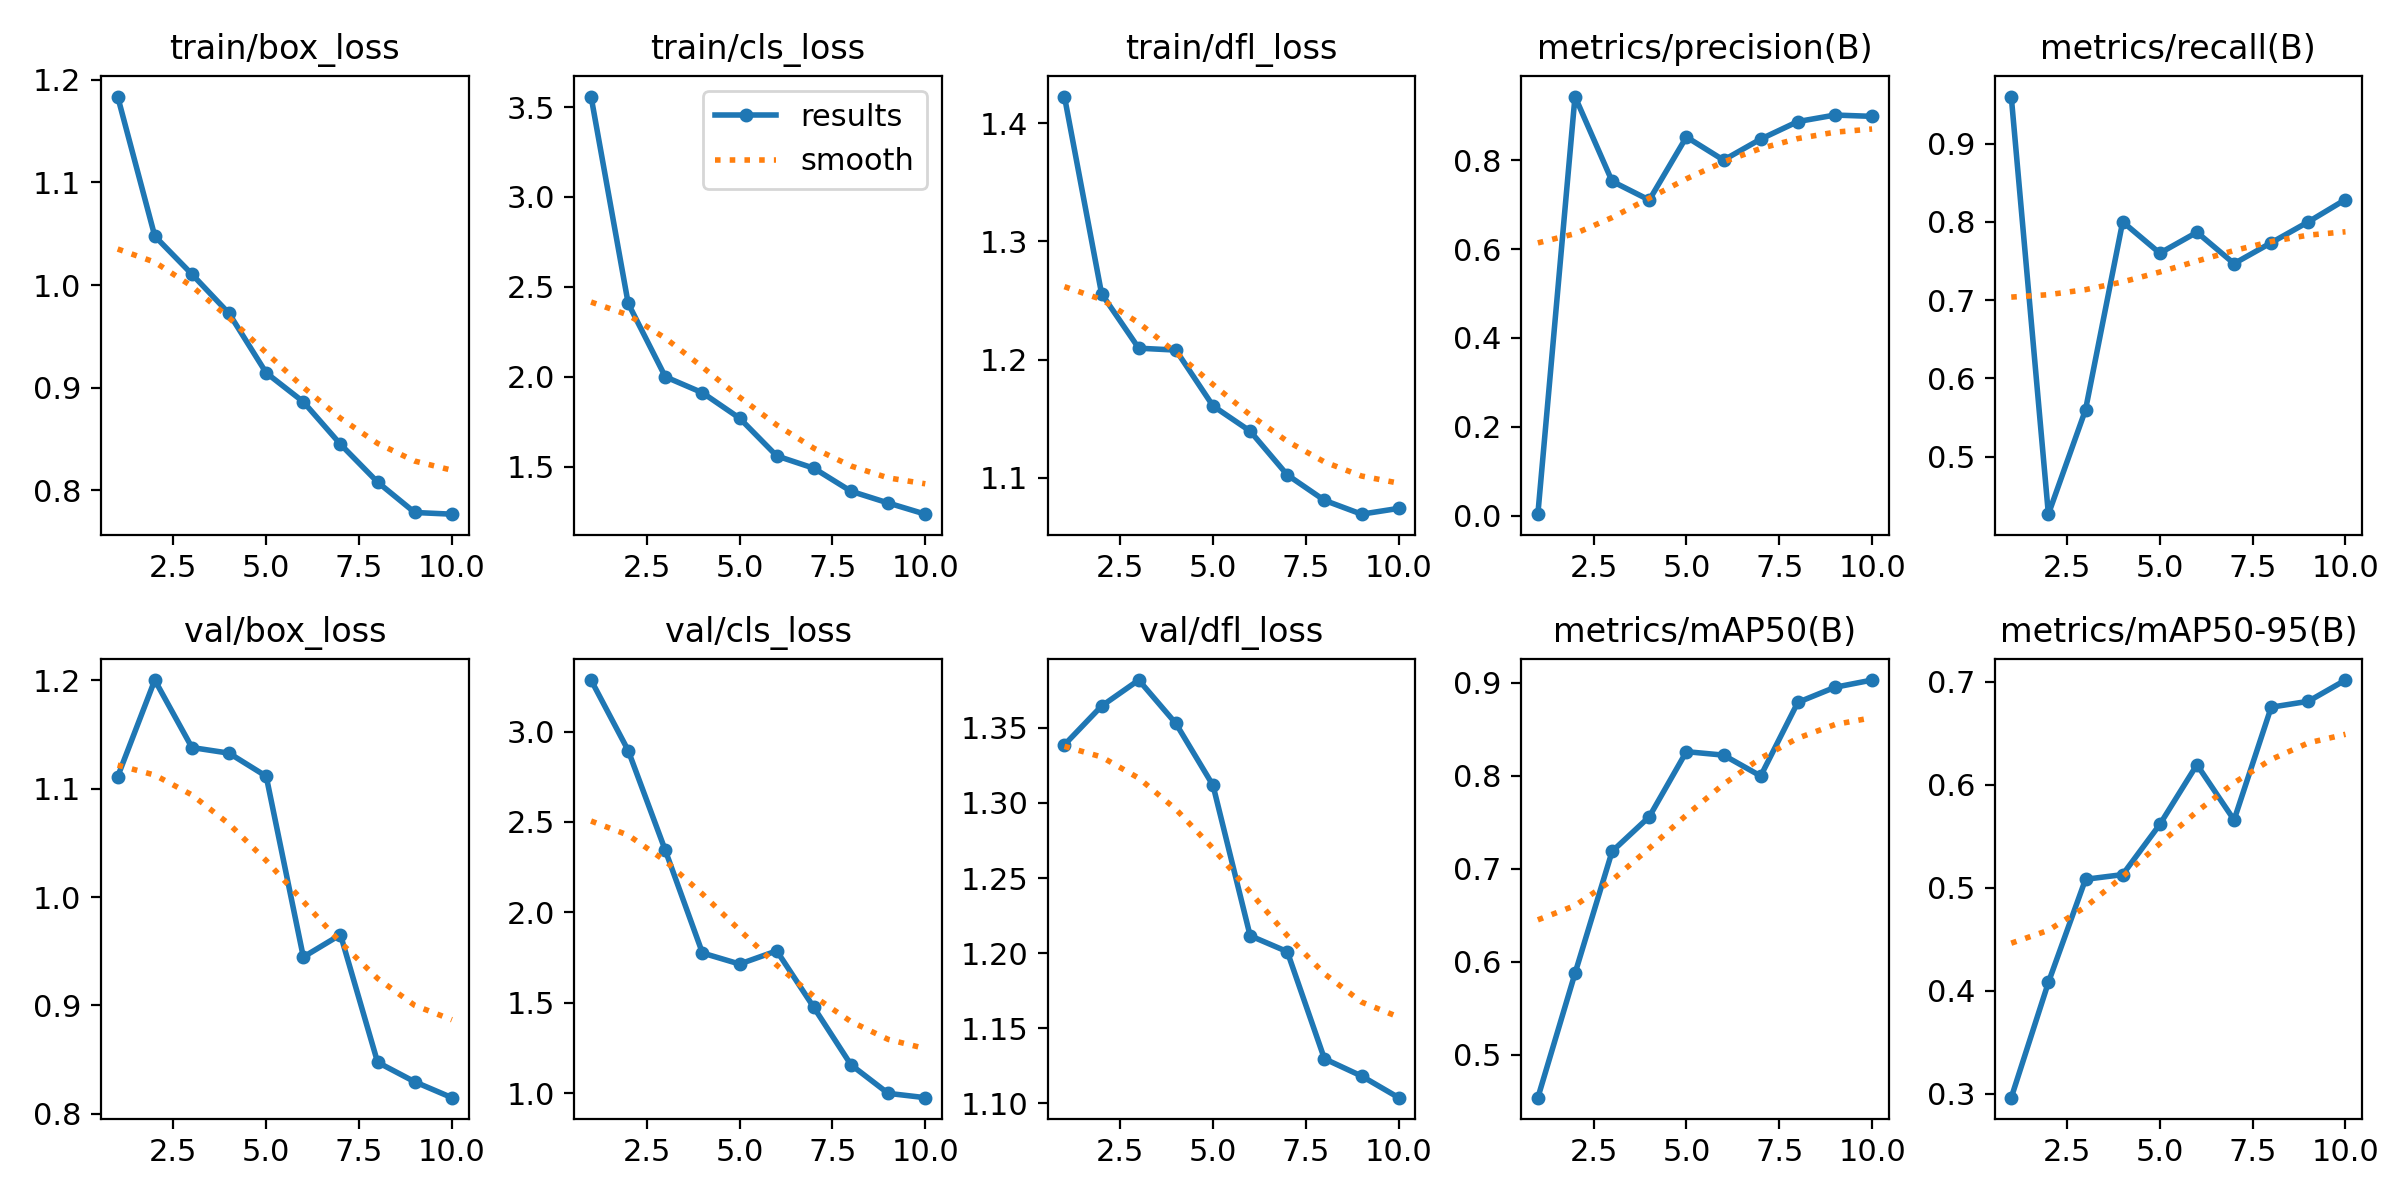 train/box_loss
1.2
1.1
1.0
0.9
0.8
2.5 5.0 7.5 10.0
train/cls_loss
results
smooth
3.5
3.0
2.5
2.0
1.5
2.5 5.0 7.5 10.0
train/dfl_loss
1.4
1.3
1.2
1.1
2.5 5.0 7.5 10.0
metrics/precision(B)
0.8
0.6
0.4
0.2
0.0
2.5 5.0 7.5 10.0
metrics/recall(B)
0.9
0.8
0.7
0.6
0.5
2.5 5.0 7.5 10.0
val/box_loss
1.2
1.1
1.0
0.9
0.8
2.5 5.0 7.5 10.0
val/cls_loss
3.0
2.5
2.0
1.5
1.0
2.5 5.0 7.5 10.0
val/dfl_loss
1.35
1.30
1.25
1.20
1.15
1.10
2.5 5.0 7.5 10.0
metrics/mAP50(B)
0.9
0.8
0.7
0.6
0.5
2.5 5.0 7.5 10.0
metrics/mAP50-95(B)
0.7
0.6
0.5
0.4
0.3
2.5 5.0 7.5 10.0